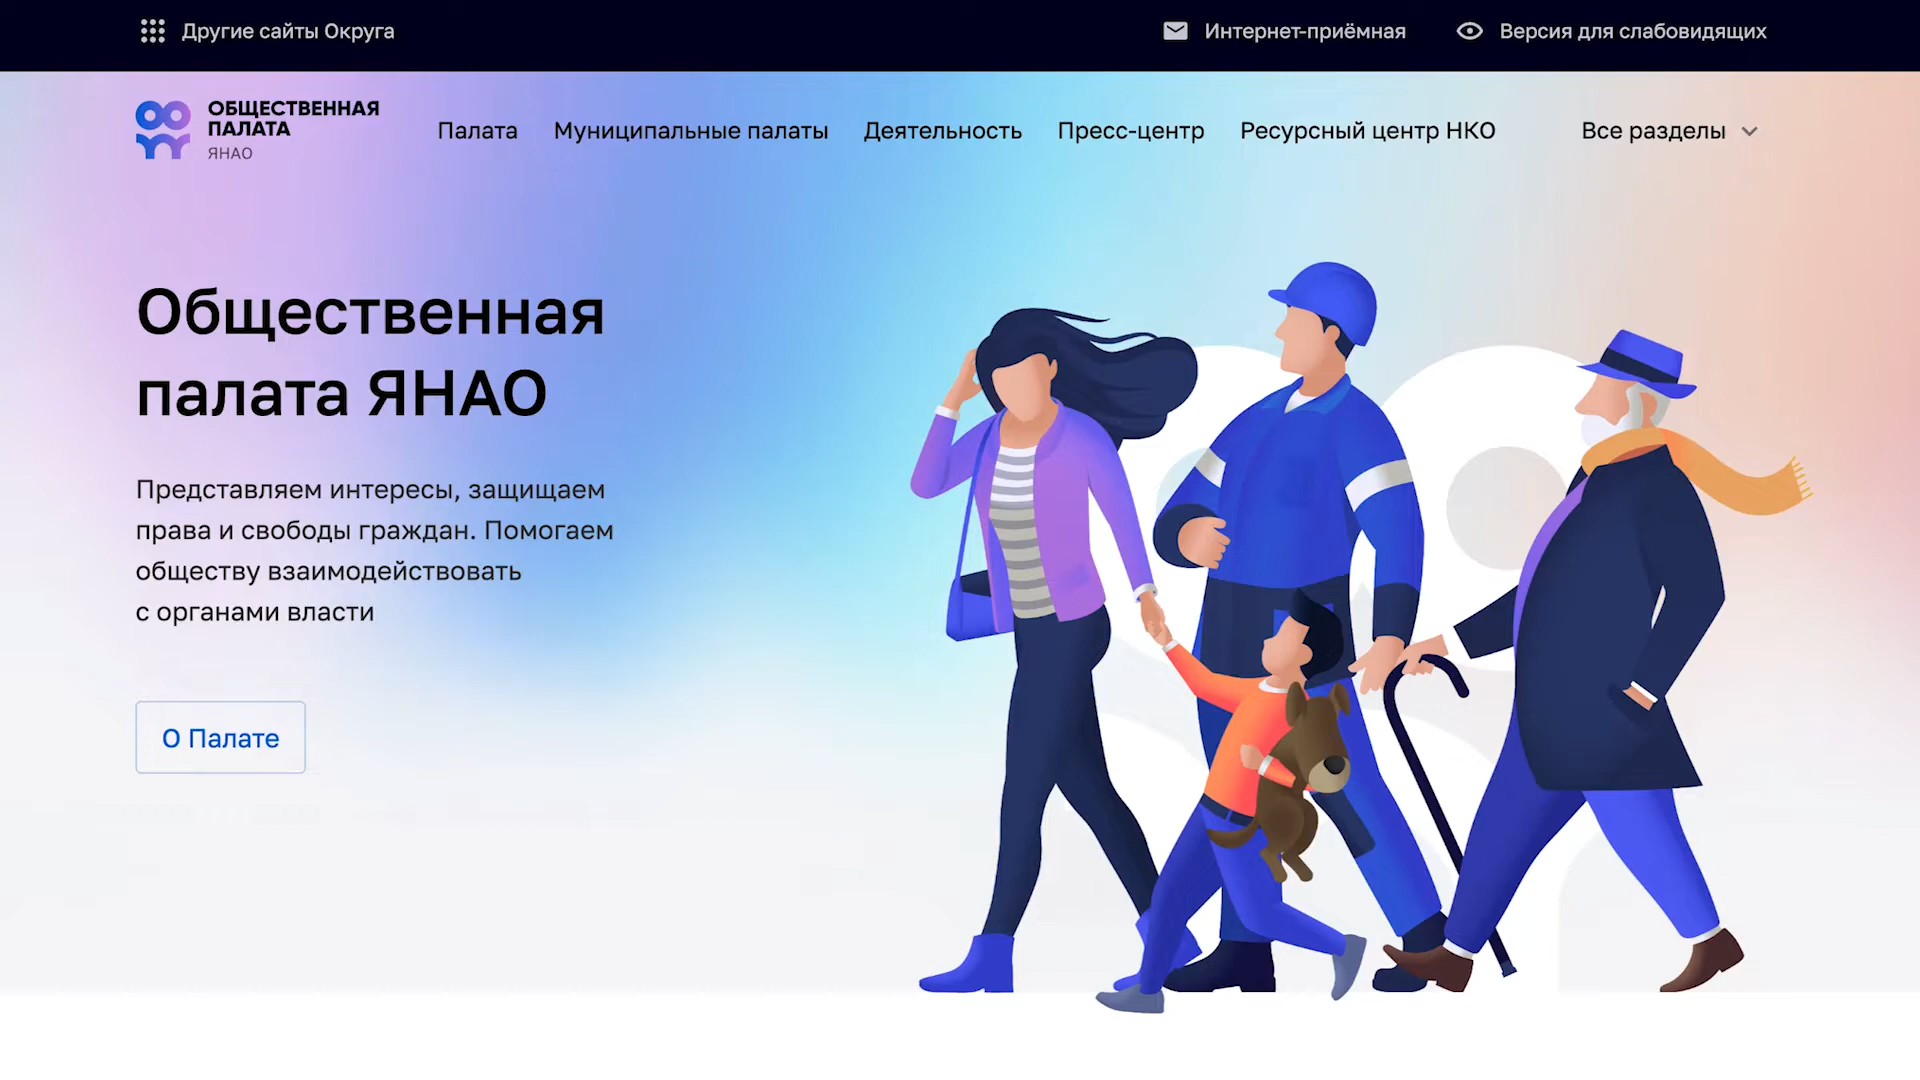 Другие сайты Округа
Интернет-приёмная
Версия для слабовидящих
ОБЩЕСТВЕННАЯ
ПАЛАТА
ЯНАО
Палата
Муниципальные палаты
Деятельность
Пресс-центр
Ресурсный центр НКО
Все разделы
Общественная
палата ЯНАО
Представляем интересы, защищаем
права и свободы граждан. Помогаем
обществу взаимодействовать
с органами власти
О Палате